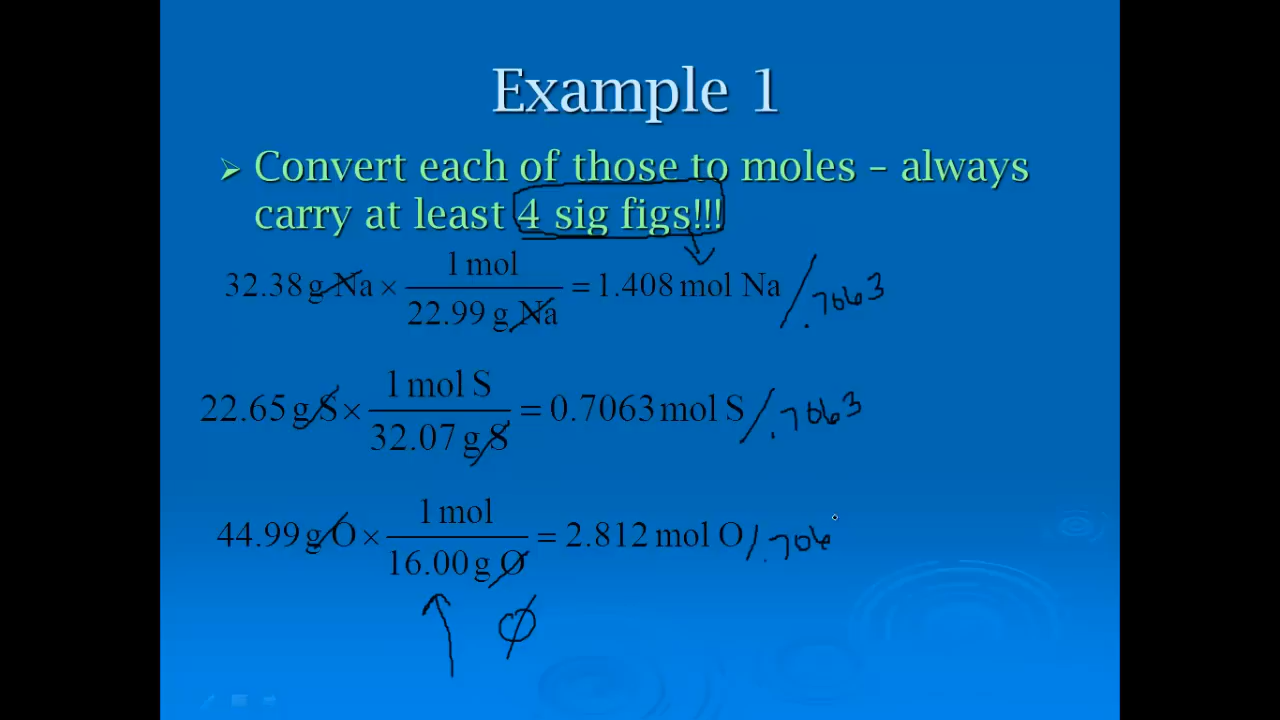 Example 1
➢ Convert each of those to moles – always
carry at least 4 sig figs!!!
32.38 g Na × 1 mol / 22.99 g Na = 1.408 mol Na / .7063
22.65 g S × 1 mol S / 32.07 g S = 0.7063 mol S / .7063
44.99 g O × 1 mol / 16.00 g O = 2.812 mol O / .706